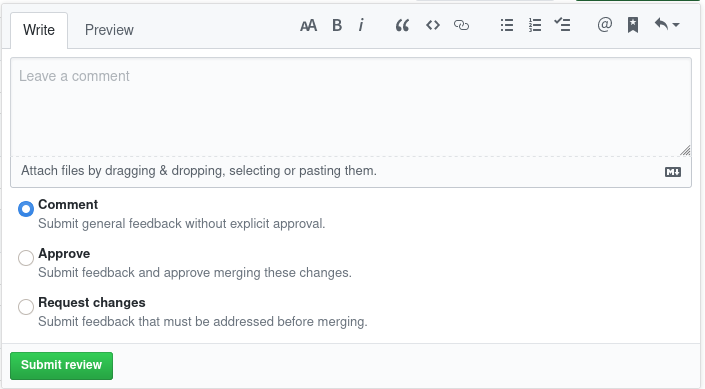 Write Preview AA B i @
Leave a comment
Attach files by dragging & dropping, selecting or pasting them.
Comment
Submit general feedback without explicit approval.
Approve
Submit feedback and approve merging these changes.
Request changes
Submit feedback that must be addressed before merging.
Submit review